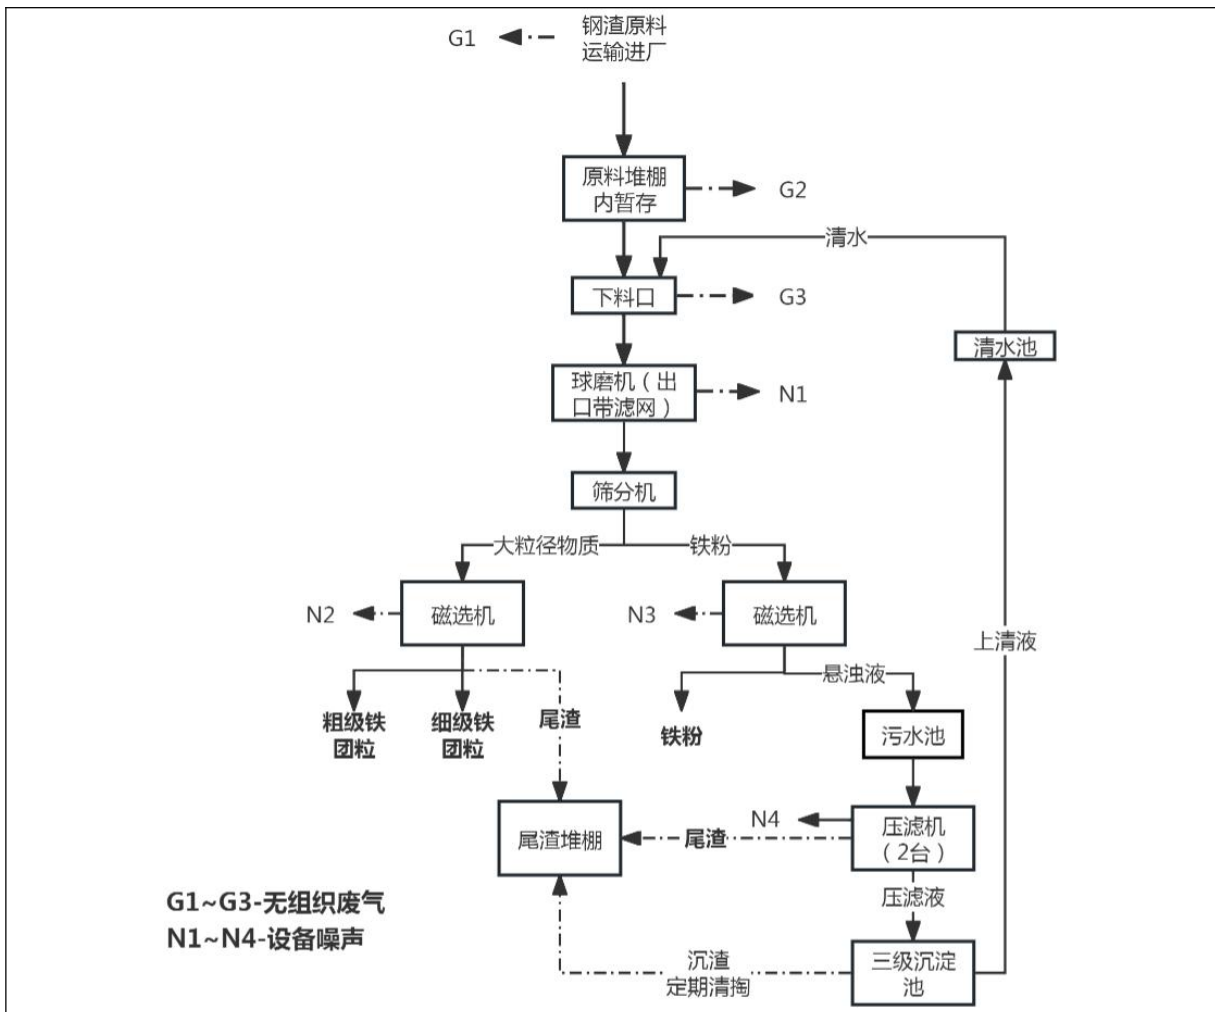 钢渣原料
运输进厂
G1
原料堆棚
内暂存
G2
清水
下料口
G3
清水池
球磨机（出
口带滤网）
N1
筛分机
大粒径物质
铁粉
N2
磁选机
N3
磁选机
上清液
悬浊液
粗级铁
团粒
细级铁
团粒
尾渣
铁粉
污水池
N4
压滤机
（2台）
尾渣堆棚
尾渣
压滤液
G1~G3-无组织废气
N1~N4-设备噪声
沉渣
定期清掏
三级沉淀
池